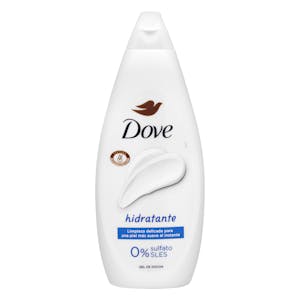 Dove
hidratante
Limpieza delicada para
una piel más suave al instante
0% sulfato
SLES
GEL DE DUCHA